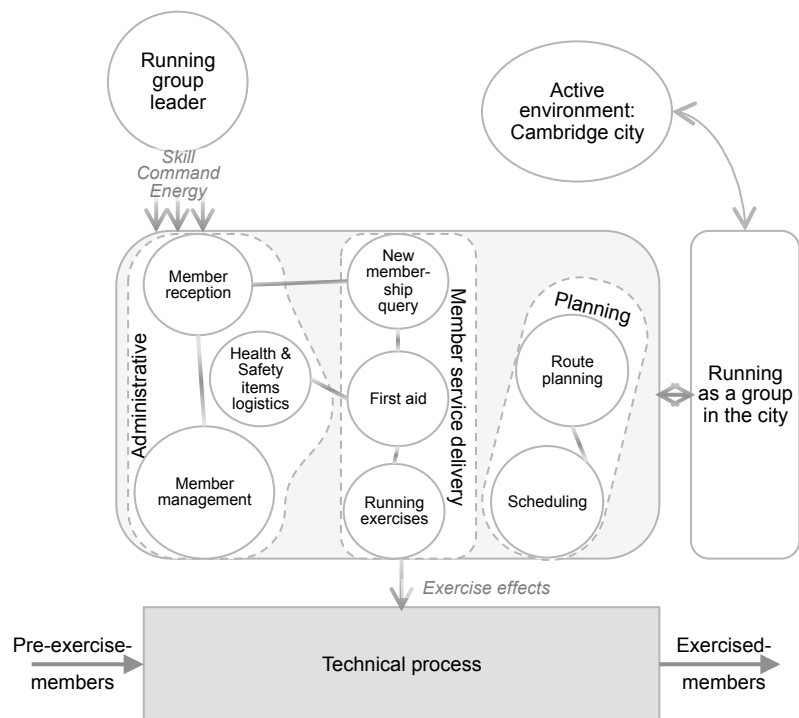 Running
group
leader
Active
environment:
Cambridge city
Skill
Command
Energy
Administrative
Member
reception
Health &
Safety
items
logistics
Member
management
Member service delivery
New
member-
ship
query
First aid
Running
exercises
Planning
Route
planning
Scheduling
Running
as a group
in the city
Exercise effects
Pre-exercise-
members
Technical process
Exercised-
members